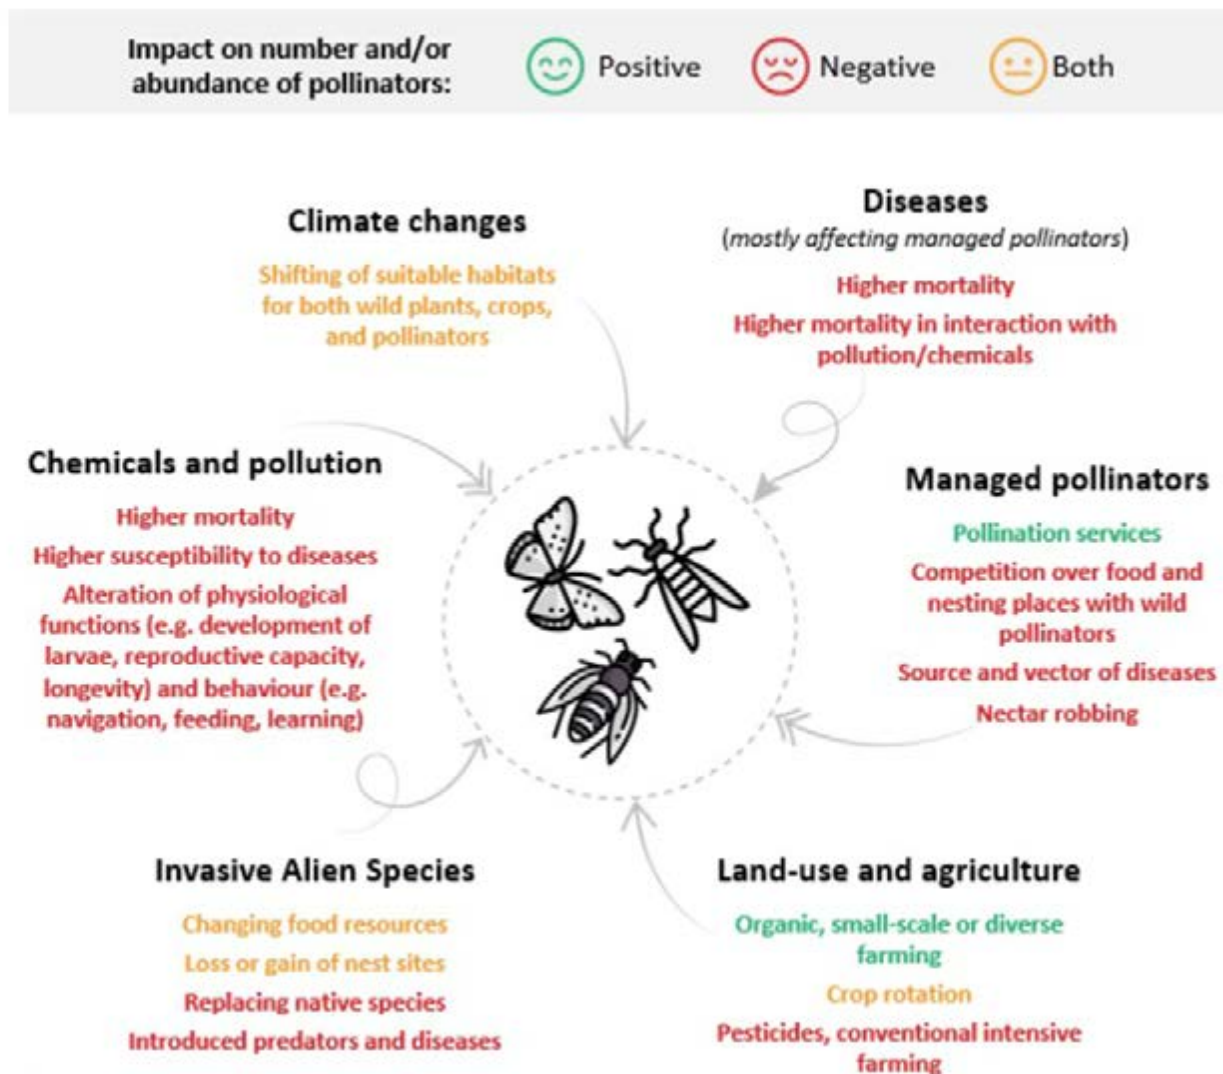 Impact on number and/or
abundance of pollinators:
Positive
Negative
Both
Climate changes
Shifting of suitable habitats
for both wild plants, crops,
and pollinators
Diseases
(mostly affecting managed pollinators)
Higher mortality
Higher mortality in interaction with
pollution/chemicals
Chemicals and pollution
Higher mortality
Higher susceptibility to diseases
Alteration of physiological
functions (e.g. development of
larvae, reproductive capacity,
longevity) and behaviour (e.g.
navigation, feeding, learning)
Managed pollinators
Pollination services
Competition over food and
nesting places with wild
pollinators
Source and vector of diseases
Nectar robbing
Invasive Alien Species
Changing food resources
Loss or gain of nest sites
Replacing native species
Introduced predators and diseases
Land-use and agriculture
Organic, small-scale or diverse
farming
Crop rotation
Pesticides, conventional intensive
farming